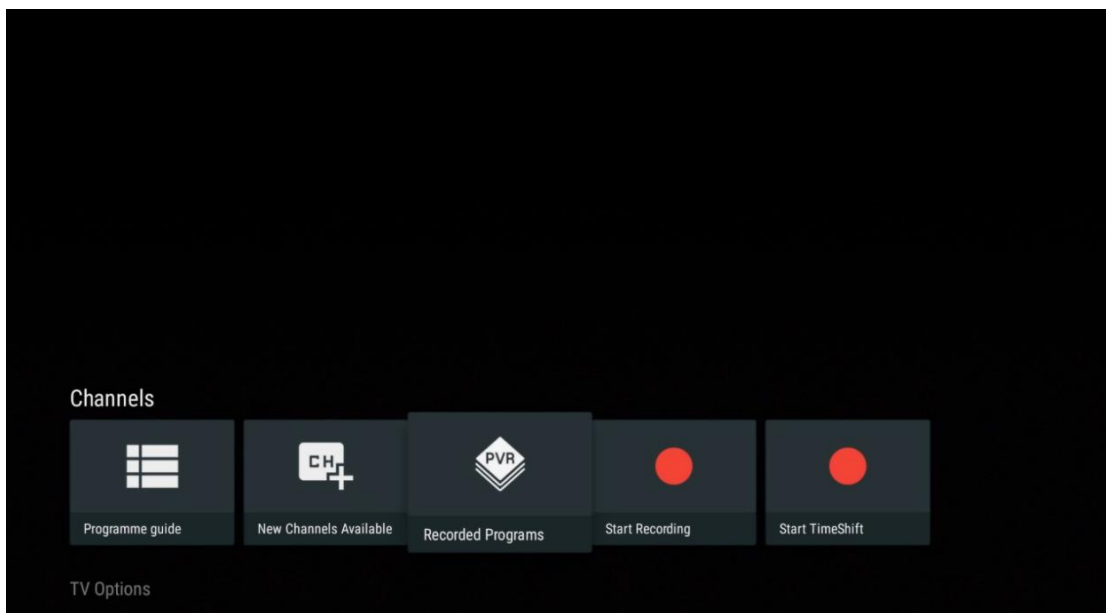 Channels
CH
PVR
Programme guide
New Channels Available
Recorded Programs
Start Recording
Start TimeShift
TV Options